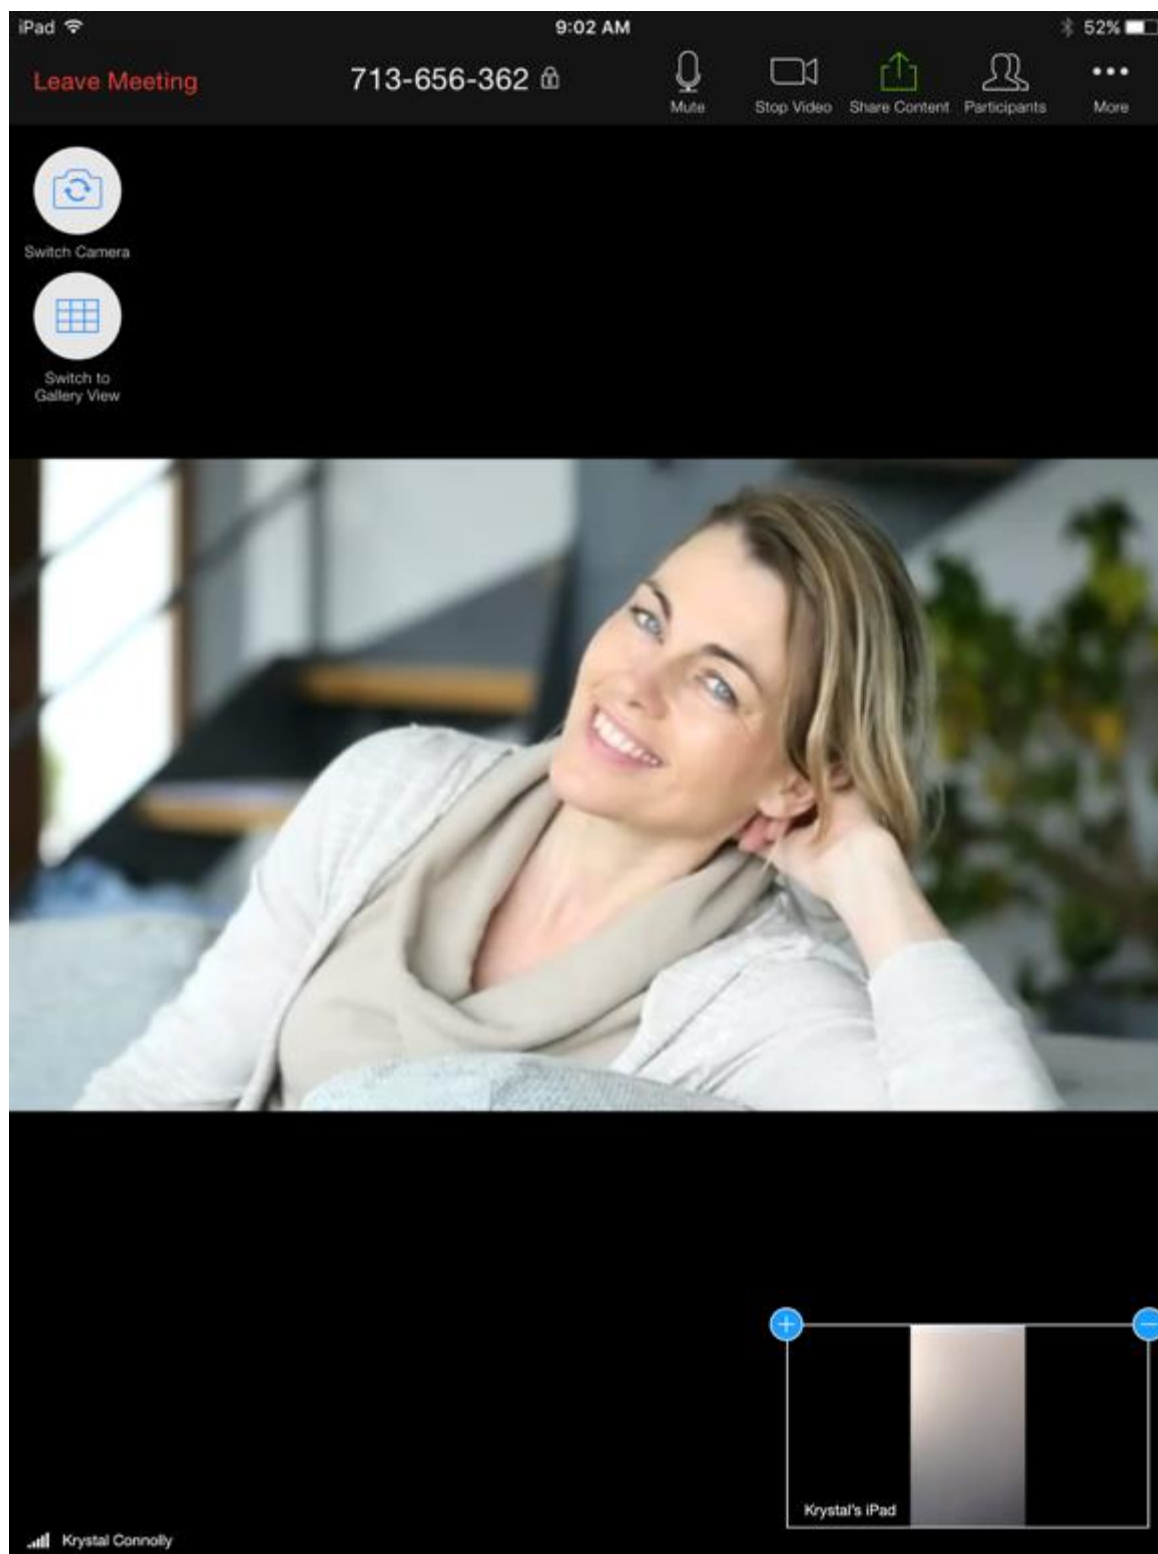 iPad 9:02 AM 52%
Leave Meeting 713-656-362
Mute Stop Video Share Content Participants More
Switch Camera
Switch to
Gallery View
Krystal's iPad
Krystal Connolly